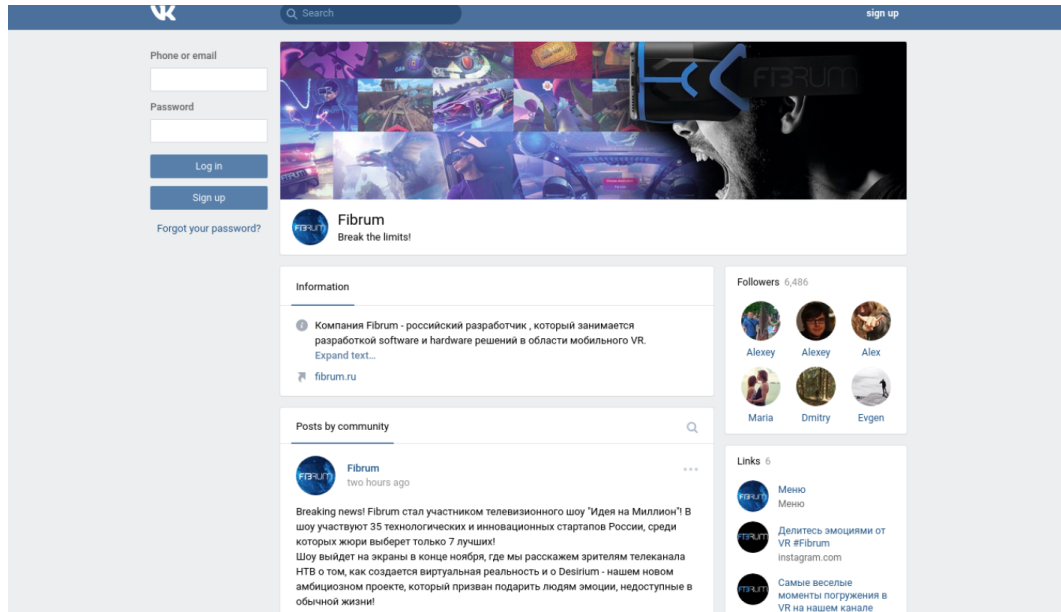 Search
sign up
Phone or email
Password
Log in
Sign up
Forgot your password?
FIBRUM
Fibrum
Break the limits!
Information
Компания Fibrum - российский разработчик , который занимается
разработкой software и hardware решений в области мобильного VR.
Expand text...
fibrum.ru
Posts by community
Fibrum
two hours ago
Breaking news! Fibrum стал участником телевизионного шоу "Идея на Миллион"! В
шоу участвуют 35 технологических и инновационных стартапов России, среди
которых жюри выберет только 7 лучших!
Шоу выйдет на экраны в конце ноября, где мы расскажем зрителям телеканала
НТВ о том, как создается виртуальная реальность и о Desirium - нашем новом
амбициозном проекте, который призван подарить людям эмоции, недоступные в
обычной жизни!
Followers 6,486
Alexey Alexey Alex
Maria Dmitry Evgen
Links 6
Меню
Меню
Делитесь эмоциями от
VR #Fibrum
instagram.com
Самые веселые
моменты погружения в
VR на нашем канале